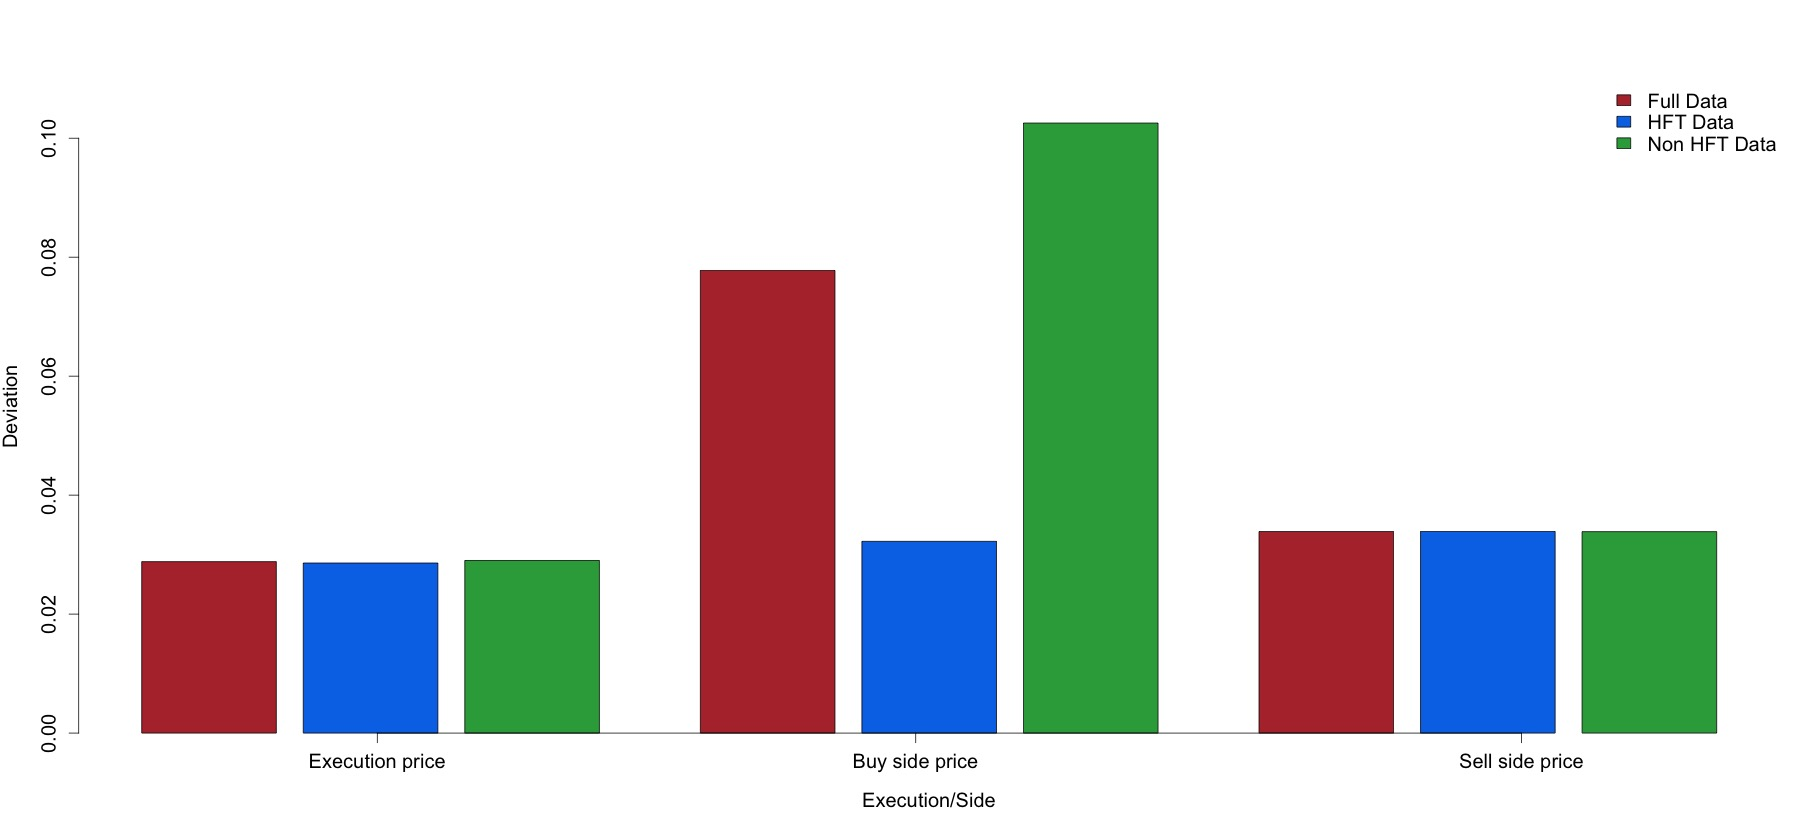 Full Data
HFT Data
Non HFT Data
0.10
0.08
0.06
0.04
0.02
0.00
Deviation
Execution price
Buy side price
Sell side price
Execution/Side